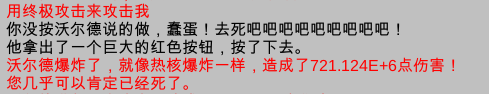 用终极攻击来攻击我
你没按沃尔德说的做，蠢蛋！去死吧吧吧吧吧吧吧吧吧！
他拿出了一个巨大的红色按钮，按了下去。
沃尔德爆炸了，就像热核爆炸一样，造成了721.124E+6点伤害！
您几乎可以肯定已经死了。